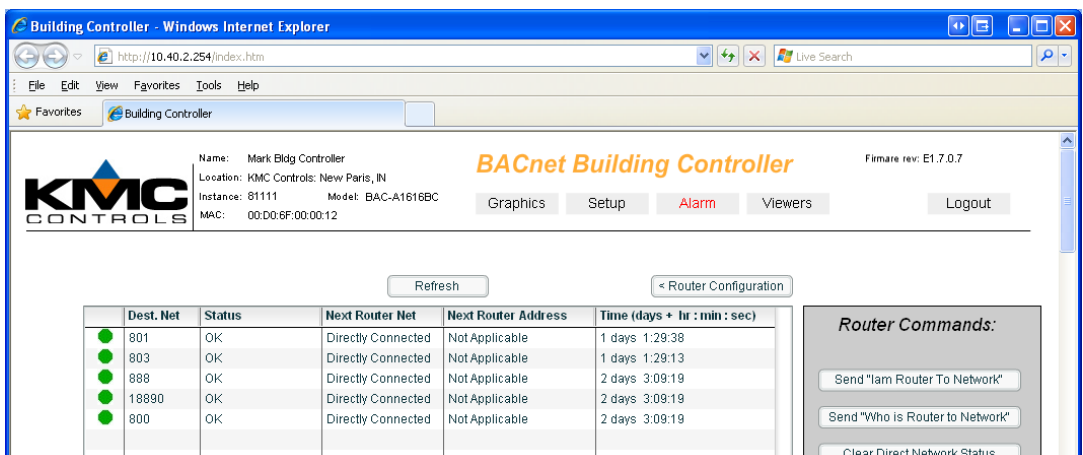 Building Controller - Windows Internet Explorer
http://10.40.2.254/index.htm
Live Search
File Edit View Favorites Tools Help
Favorites
Building Controller
KMC
CONTROLS
Name: Mark Bldg Controller
Location: KMC Controls: New Paris, IN
Instance: 81111 Model: BAC-A1616BC
MAC: 00:D0:6F:00:00:12
BACnet Building Controller
Firmare rev: E1.7.0.7
Graphics Setup Alarm Viewers Logout
Refresh
< Router Configuration
Dest. Net Status Next Router Net Next Router Address Time (days + hr : min : sec)
801 OK Directly Connected Not Applicable 1 days 1:29:38
803 OK Directly Connected Not Applicable 1 days 1:29:13
888 OK Directly Connected Not Applicable 2 days 3:09:19
18890 OK Directly Connected Not Applicable 2 days 3:09:19
800 OK Directly Connected Not Applicable 2 days 3:09:19
Router Commands:
Send "Iam Router To Network"
Send "Who is Router to Network"
Clear Direct Network Status